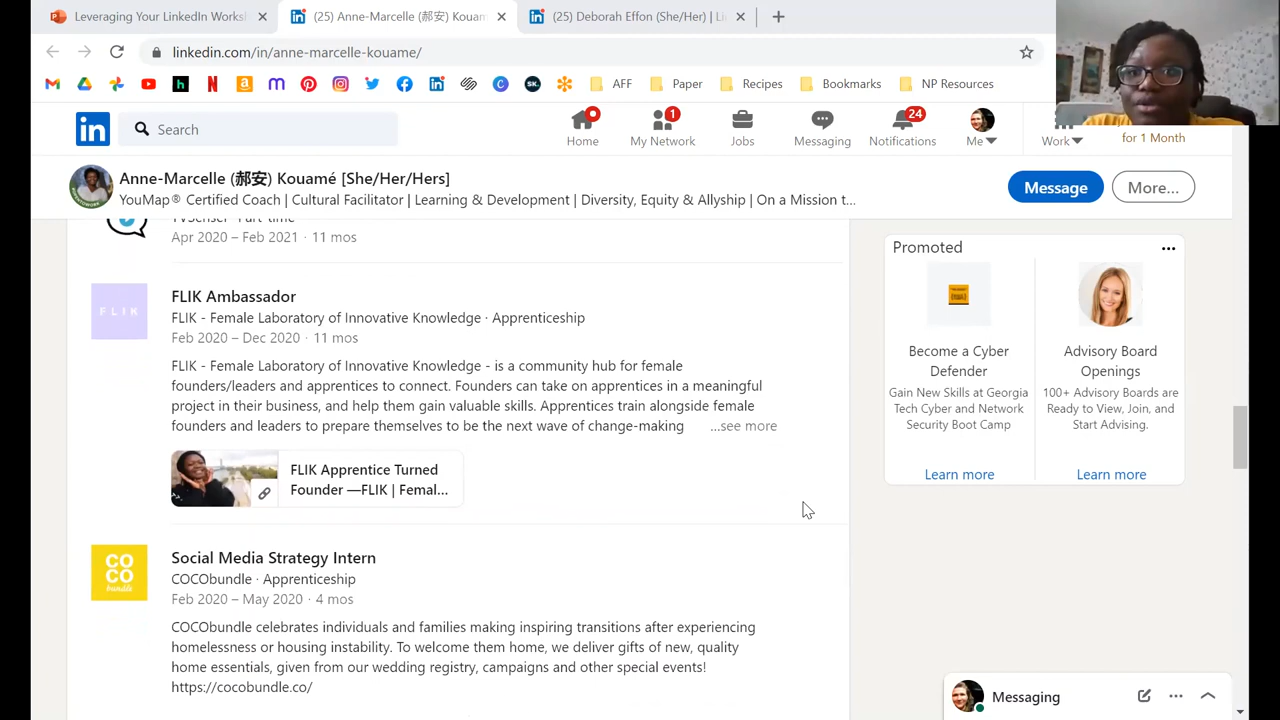 Leveraging Your LinkedIn Works
(25) Anne-Marcelle (郝安) Kouam
(25) Deborah Effon (She/Her) | Li
linkedin.com/in/anne-marcelle-kouame/
AFF
Paper
Recipes
Bookmarks
NP Resources
Search
1
24
Home
My Network
Jobs
Messaging
Notifications
Me
Work
for 1 Month
Anne-Marcelle (郝安) Kouamé [She/Her/Hers]
YouMap® Certified Coach | Cultural Facilitator | Learning & Development | Diversity, Equity & Allyship | On a Mission t...
Message
More...
Apr 2020 – Feb 2021 · 11 mos
FLIK
FLIK Ambassador
FLIK - Female Laboratory of Innovative Knowledge · Apprenticeship
Feb 2020 – Dec 2020 · 11 mos
FLIK - Female Laboratory of Innovative Knowledge - is a community hub for female
founders/leaders and apprentices to connect. Founders can take on apprentices in a meaningful
project in their business, and help them gain valuable skills. Apprentices train alongside female
founders and leaders to prepare themselves to be the next wave of change-making ...see more
FLIK Apprentice Turned
Founder —FLIK | Femal...
CO
CO
bundle
Social Media Strategy Intern
COCObundle · Apprenticeship
Feb 2020 – May 2020 · 4 mos
COCObundle celebrates individuals and families making inspiring transitions after experiencing
homelessness or housing instability. To welcome them home, we deliver gifts of new, quality
home essentials, given from our wedding registry, campaigns and other special events!
https://cocobundle.co/
Promoted
Become a Cyber
Defender
Gain New Skills at Georgia
Tech Cyber and Network
Security Boot Camp
Learn more
Advisory Board
Openings
100+ Advisory Boards are
Ready to View, Join, and
Start Advising.
Learn more
Messaging